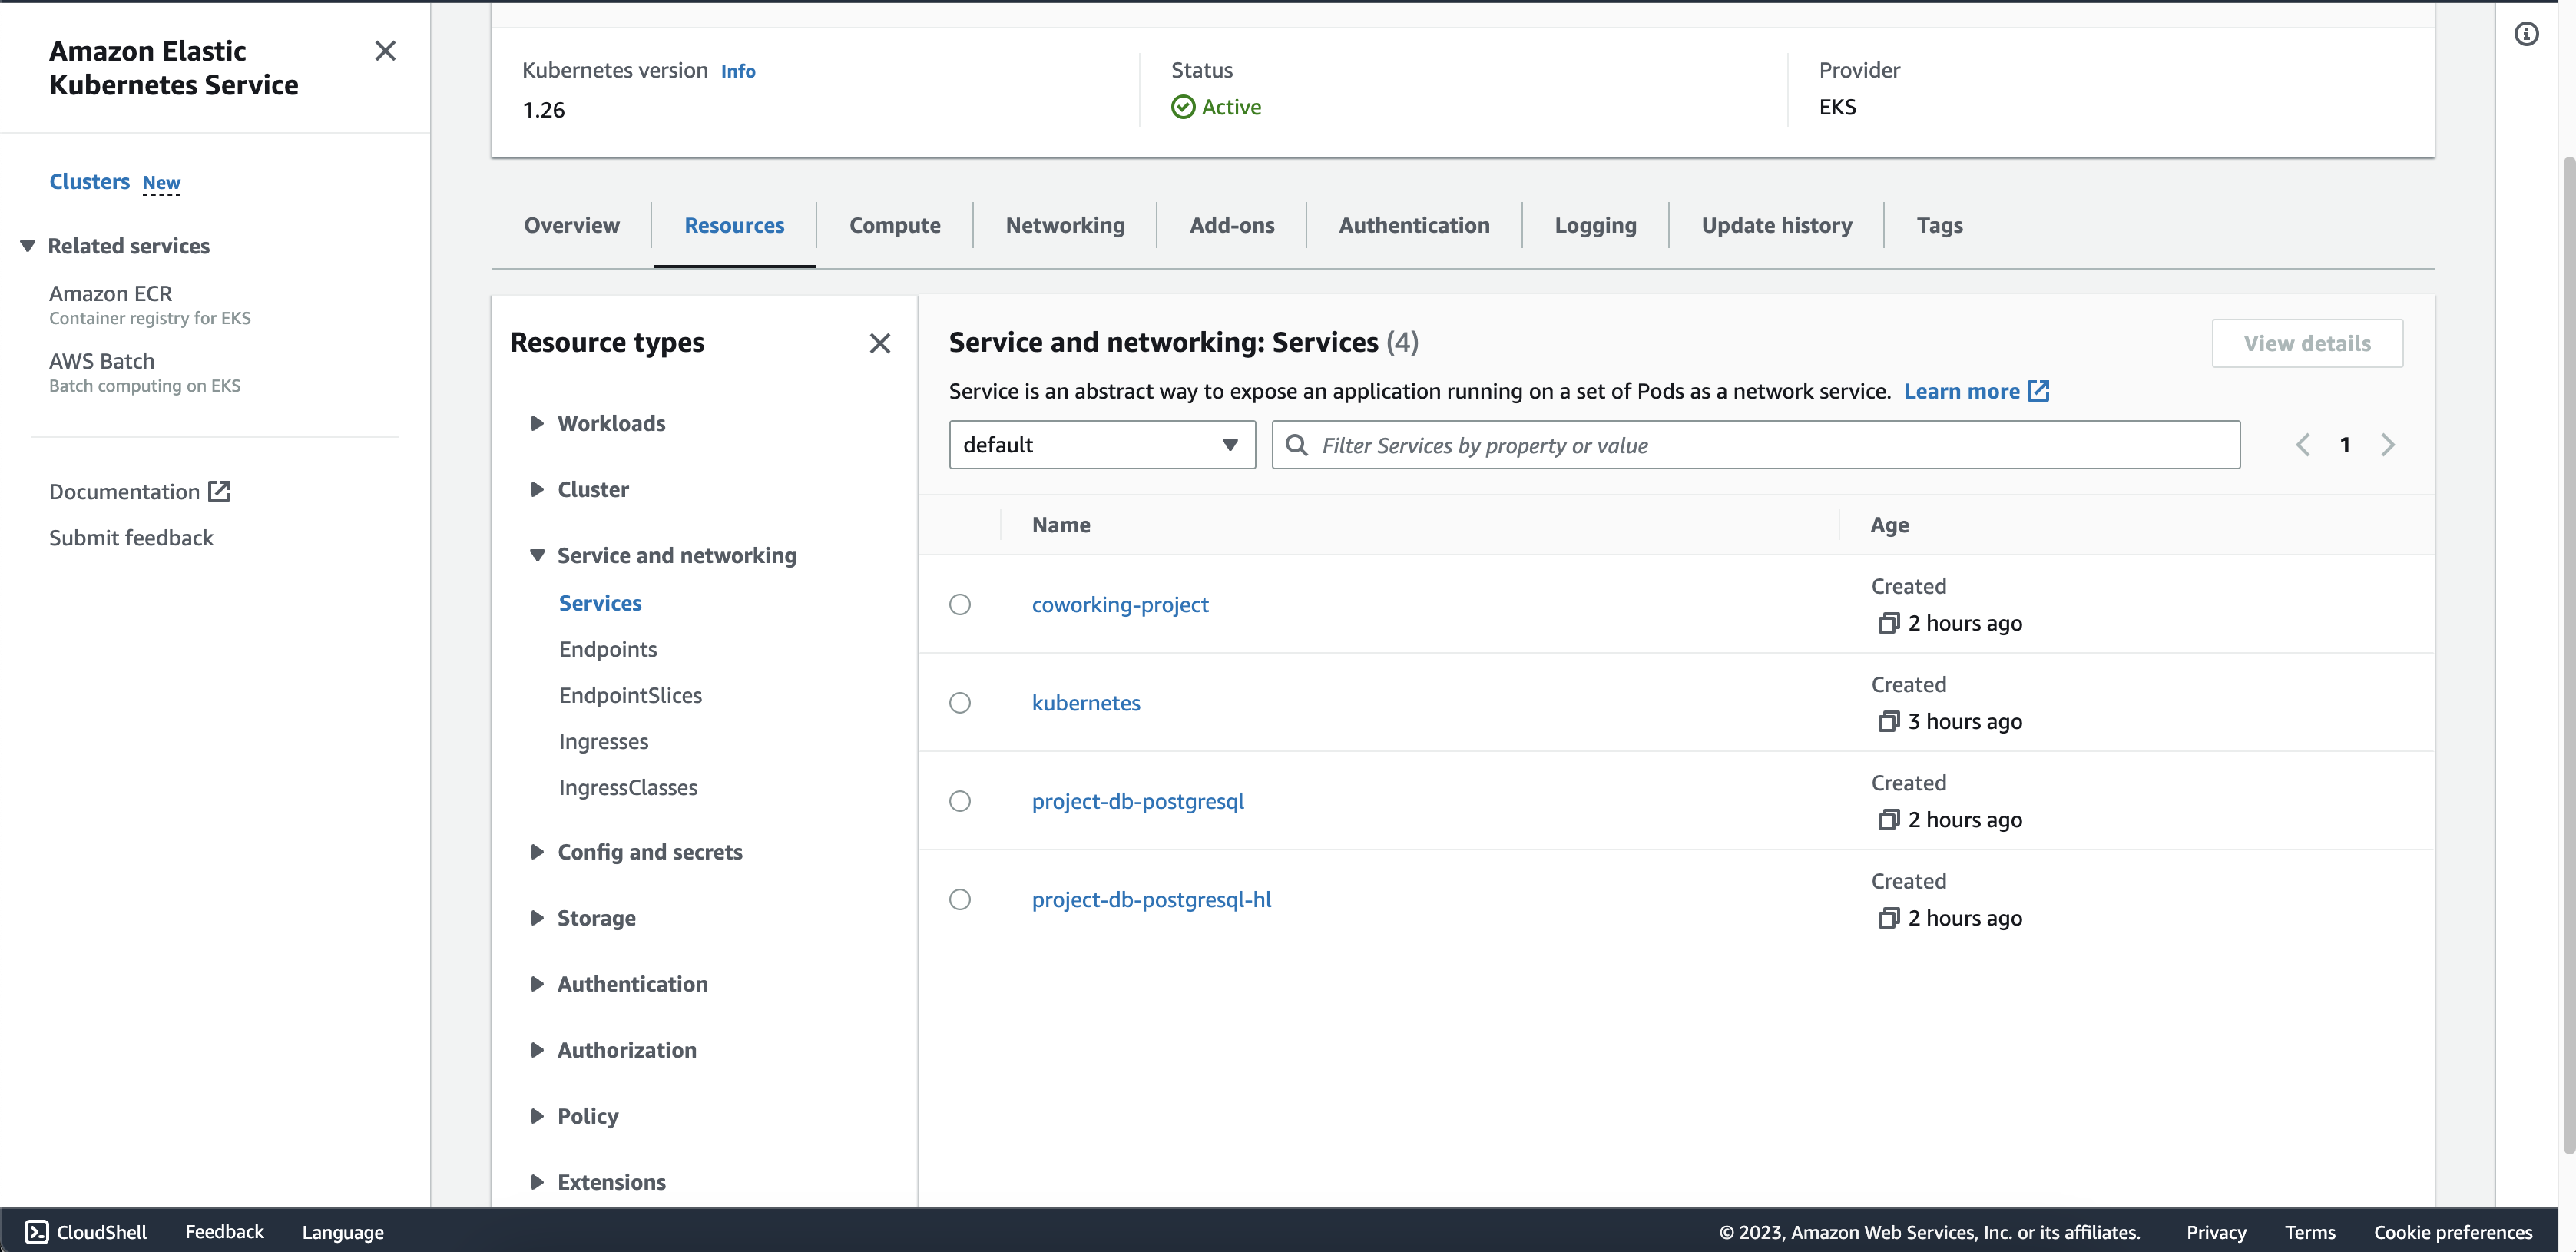 Amazon Elastic
Kubernetes Service
Clusters New
Related services
Amazon ECR
Container registry for EKS
AWS Batch
Batch computing on EKS
Documentation
Submit feedback
Kubernetes version Info
1.26
Status
Active
Provider
EKS
Overview
Resources
Compute
Networking
Add-ons
Authentication
Logging
Update history
Tags
Resource types
Workloads
Cluster
Service and networking
Services
Endpoints
EndpointSlices
Ingresses
IngressClasses
Config and secrets
Storage
Authentication
Authorization
Policy
Extensions
Service and networking: Services (4)
View details
Service is an abstract way to expose an application running on a set of Pods as a network service. Learn more
default
Filter Services by property or value
1
Name
Age
coworking-project
Created
2 hours ago
kubernetes
Created
3 hours ago
project-db-postgresql
Created
2 hours ago
project-db-postgresql-hl
Created
2 hours ago
CloudShell
Feedback
Language
© 2023, Amazon Web Services, Inc. or its affiliates.
Privacy
Terms
Cookie preferences